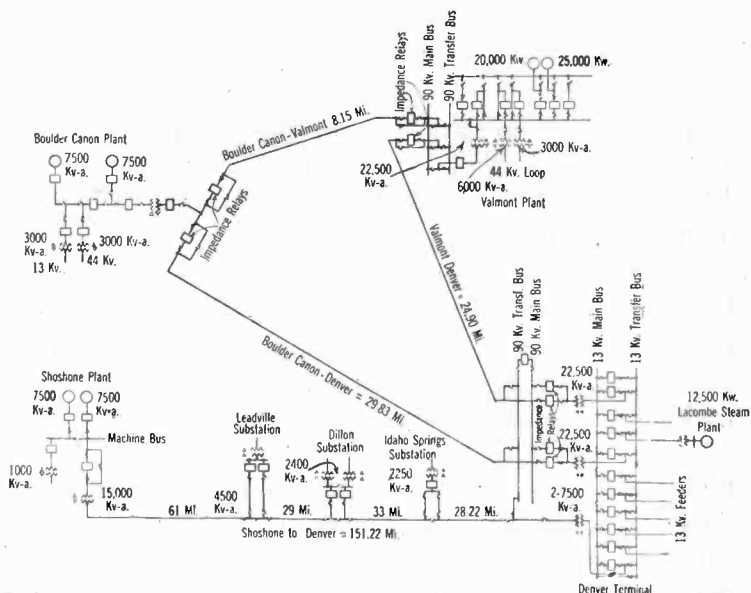 Boulder Canon Plant
7500
Kv-a.
7500
Kv-a.
3000
Kv-a.
13 Kv.
3000 Kv-a.
44 Kv.
Boulder Canon-Valmont 8.15 Mi.
Impedance Relays
Impedance Relays
90 Kv. Main Bus
90 Kv. Transfer Bus
20,000 Kw.
25,000 Kw.
22,500
Kv-a.
6000
Kv-a.
44 Kv. Loop
3000 Kv-a.
Valmont Plant
Valmont Denver = 24.90 Mi.
Boulder Canon-Denver = 29.83 Mi.
90 Kv. Transf. Bus
90 Kv. Main Bus
13 Kv. Main Bus
13 Kv. Transfer Bus
22,500
Kv-a.
Impedance
Relays
22,500
Kv-a.
2-7500
Kv-a.
12,500 Kw.
Lacombe Steam
Plant
13 Kv. Feeders
Denver Terminal
Shoshone Plant
7500
Kv-a.
7500
Kv-a.
Machine Bus
1000
Kv-a.
15,000
Kv-a.
Leadville
Substation
4500
Kv-a.
Dillon
Substation
2400
Kv-a.
Idaho Springs
Substation
2250
Kv-a.
61 Mi.
29 Mi.
33 Mi.
28.22 Mi.
Shoshone to Denver = 151.22 Mi.